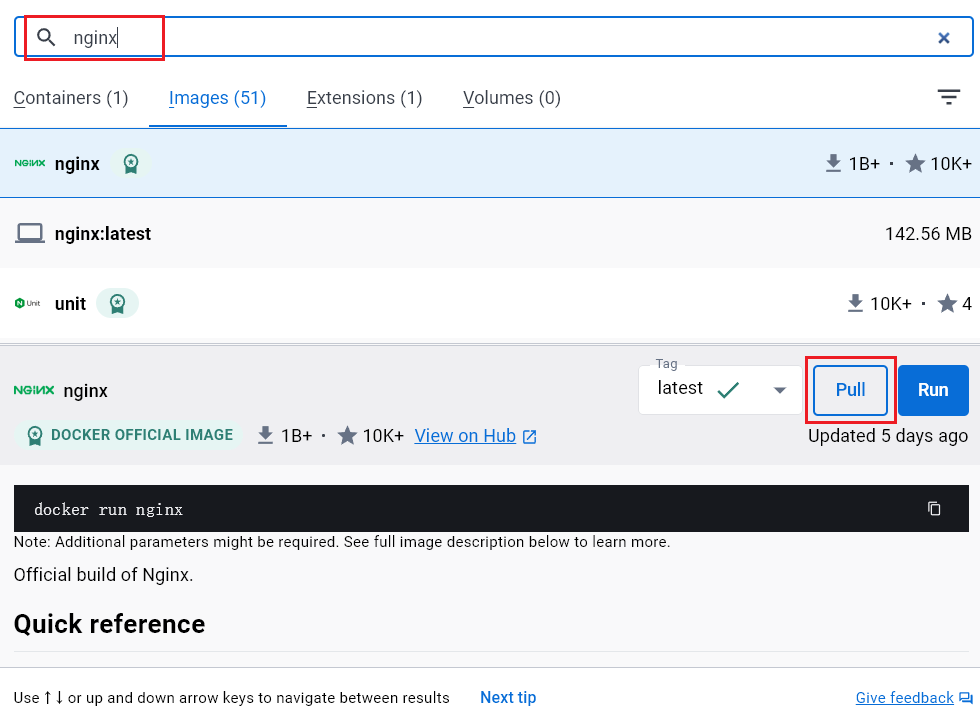 nginx
Containers (1) Images (51) Extensions (1) Volumes (0)
NGINX nginx 1B+ · 10K+
nginx:latest 142.56 MB
N Unit unit 10K+ · 4
Tag
NGINX nginx latest Pull Run
DOCKER OFFICIAL IMAGE 1B+ · 10K+ View on Hub Updated 5 days ago
docker run nginx
Note: Additional parameters might be required. See full image description below to learn more.
Official build of Nginx.
Quick reference
Use ↑↓ or up and down arrow keys to navigate between results Next tip Give feedback